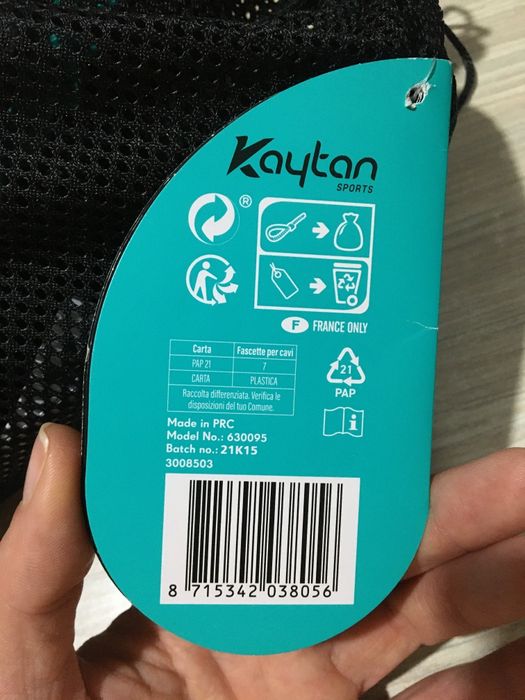 Kaytan
SPORTS
®
F FRANCE ONLY
Carta Fascette per cavi
PAP 21 7
CARTA PLASTICA
Raccolta differenziata. Verifica le
disposizioni del tuo Comune.
21
PAP
i
Made in PRC
Model No.: 630095
Batch no.: 21K15
3008503
8 715342 038056